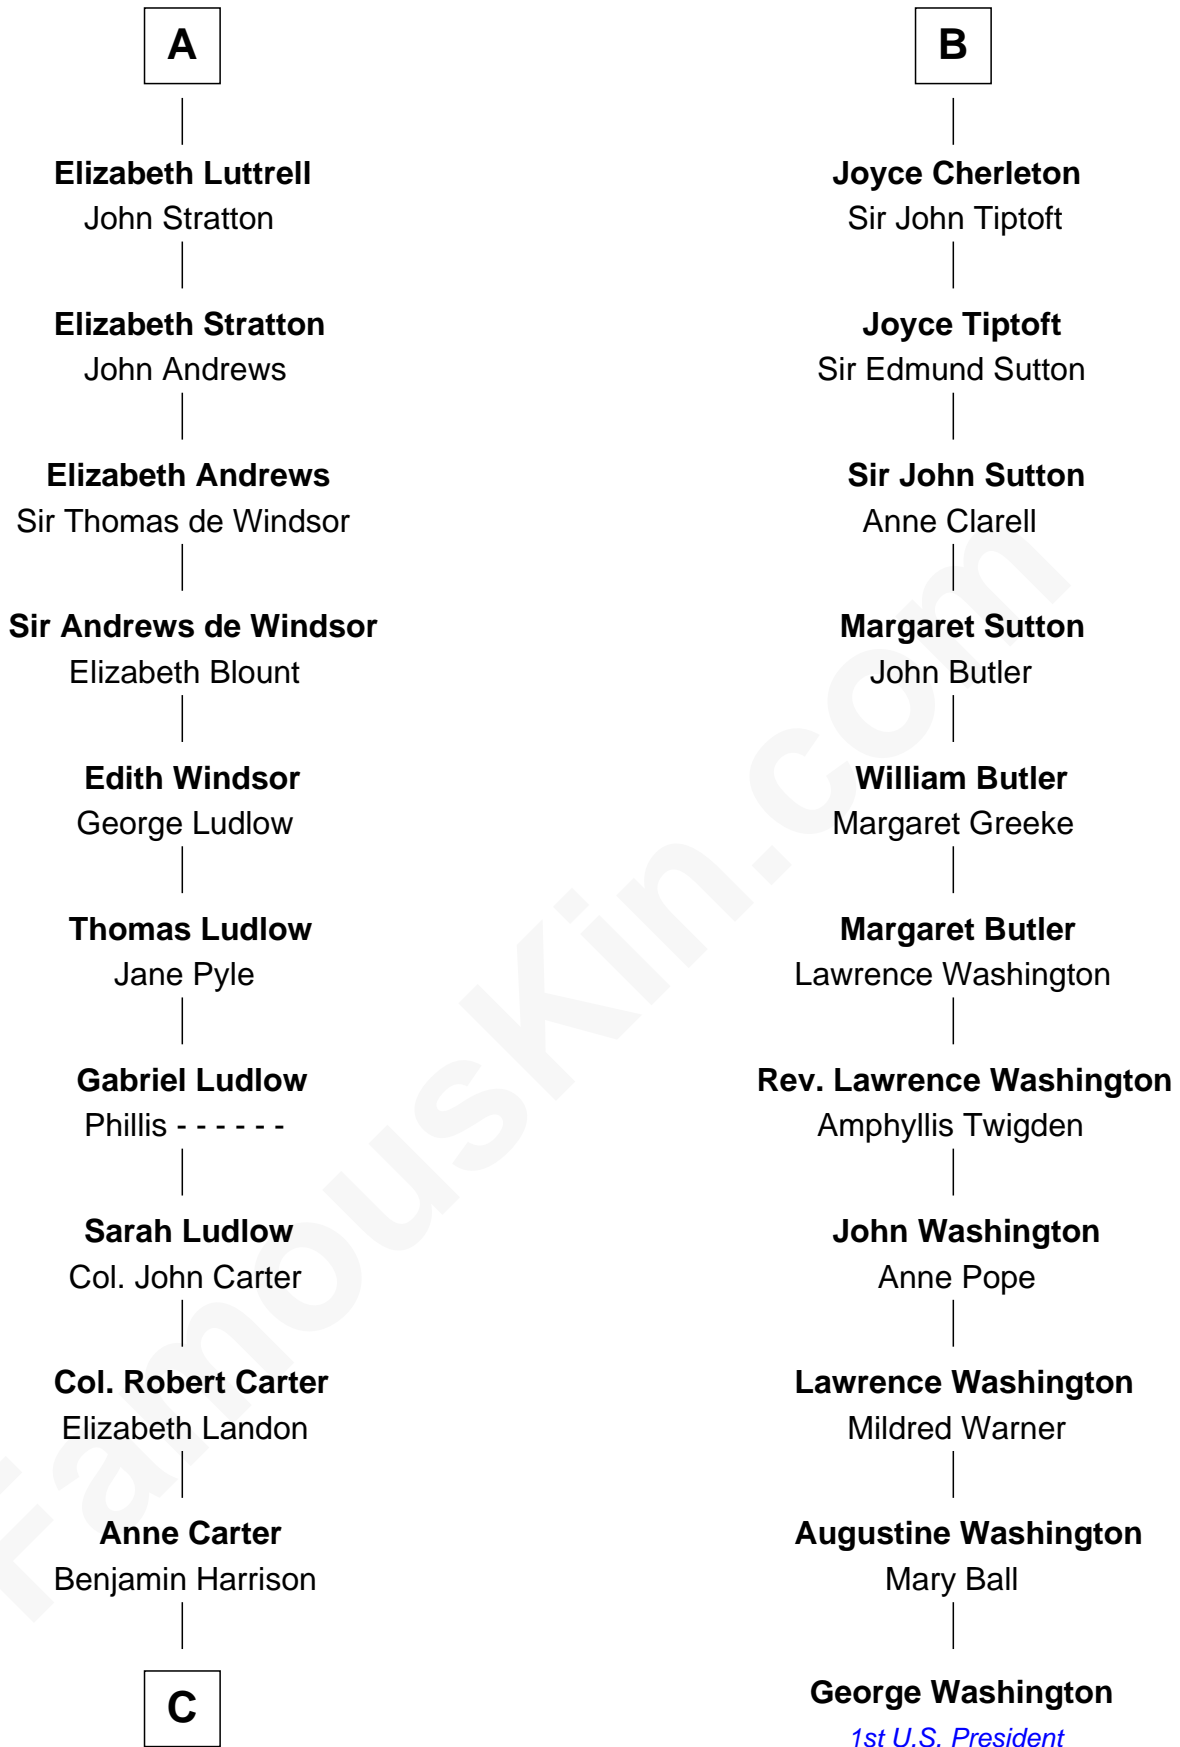 A
Elizabeth Luttrell
John Stratton
Elizabeth Stratton
John Andrews
Elizabeth Andrews
Sir Thomas de Windsor
Sir Andrews de Windsor
Elizabeth Blount
Edith Windsor
George Ludlow
Thomas Ludlow
Jane Pyle
Gabriel Ludlow
Phillis - - - - - -
Sarah Ludlow
Col. John Carter
Col. Robert Carter
Elizabeth Landon
Anne Carter
Benjamin Harrison
C
B
Joyce Cherleton
Sir John Tiptoft
Joyce Tiptoft
Sir Edmund Sutton
Sir John Sutton
Anne Clarell
Margaret Sutton
John Butler
William Butler
Margaret Greeke
Margaret Butler
Lawrence Washington
Rev. Lawrence Washington
Amphyllis Twigden
John Washington
Anne Pope
Lawrence Washington
Mildred Warner
Augustine Washington
Mary Ball
George Washington
1st U.S. President
FamousKin.com